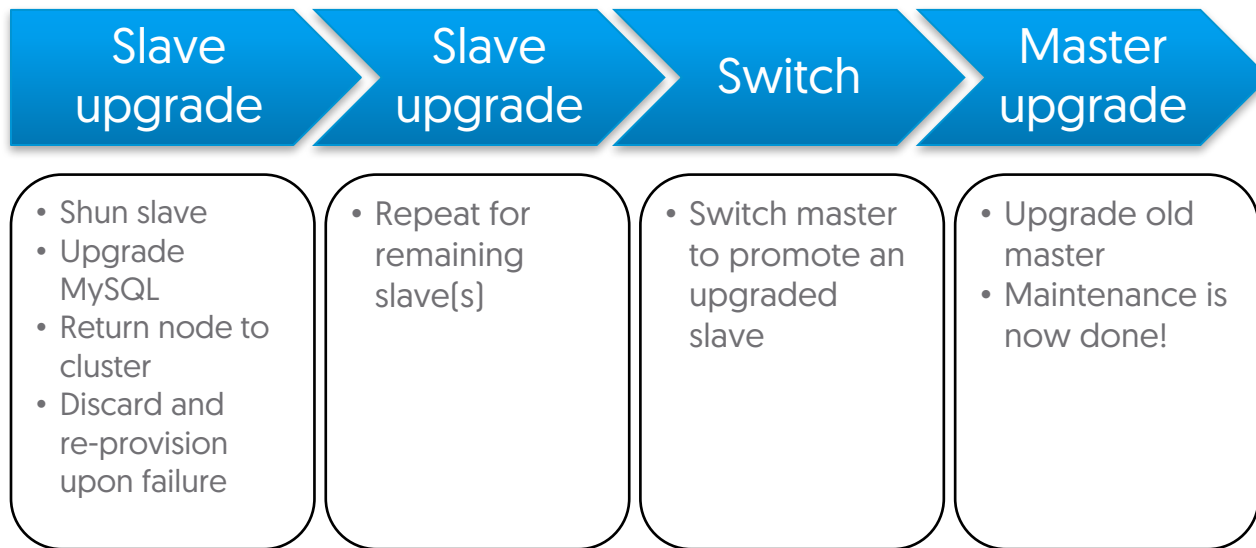 Slave
upgrade
Slave
upgrade
Switch
Master
upgrade
• Shun slave
• Upgrade
MySQL
• Return node to
cluster
• Discard and
re-provision
upon failure
• Repeat for
remaining
slave(s)
• Switch master
to promote an
upgraded
slave
• Upgrade old
master
• Maintenance is
now done!